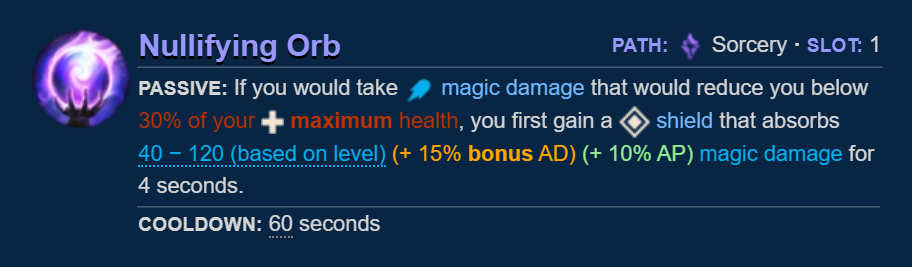 Nullifying Orb PATH: Sorcery · SLOT: 1
PASSIVE: If you would take magic damage that would reduce you below
30% of your maximum health, you first gain a shield that absorbs
40 − 120 (based on level) (+ 15% bonus AD) (+ 10% AP) magic damage for
4 seconds.
COOLDOWN: 60 seconds